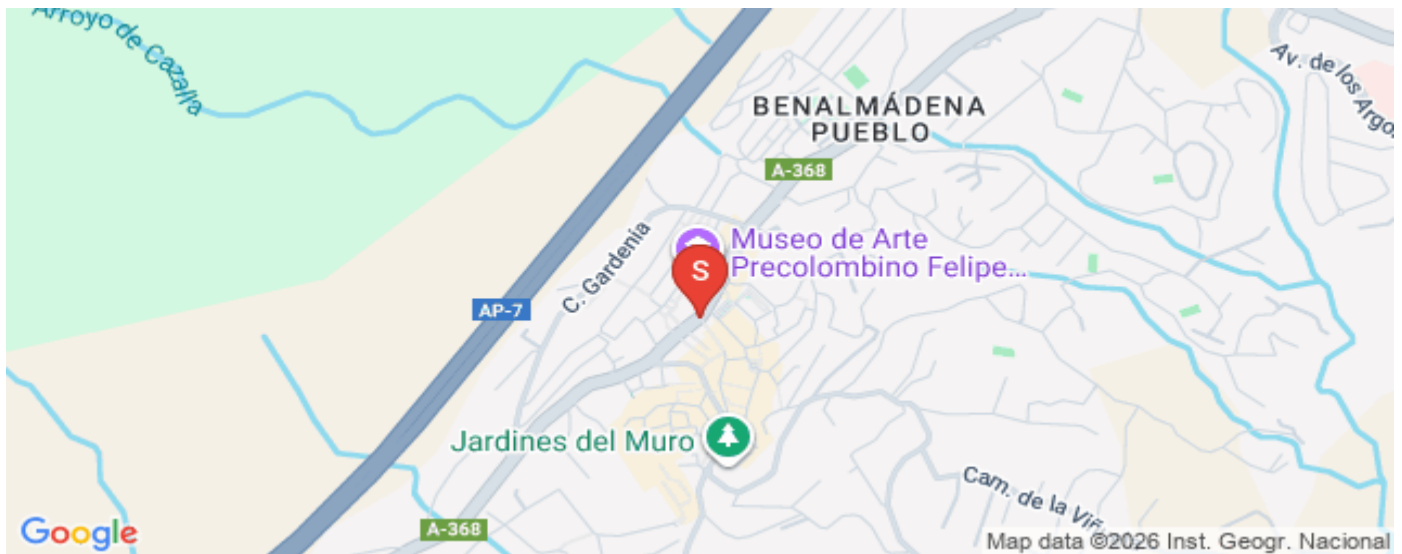 Arroyo de Cazalla
Av. de los Argo
BENALMÁDENA
PUEBLO
A-368
C. Gardenia
Museo de Arte
Precolombino Felipe...
S
AP-7
Jardines del Muro
Cam. de la Viñ
A-368
Google
Map data ©2026 Inst. Geogr. Nacional